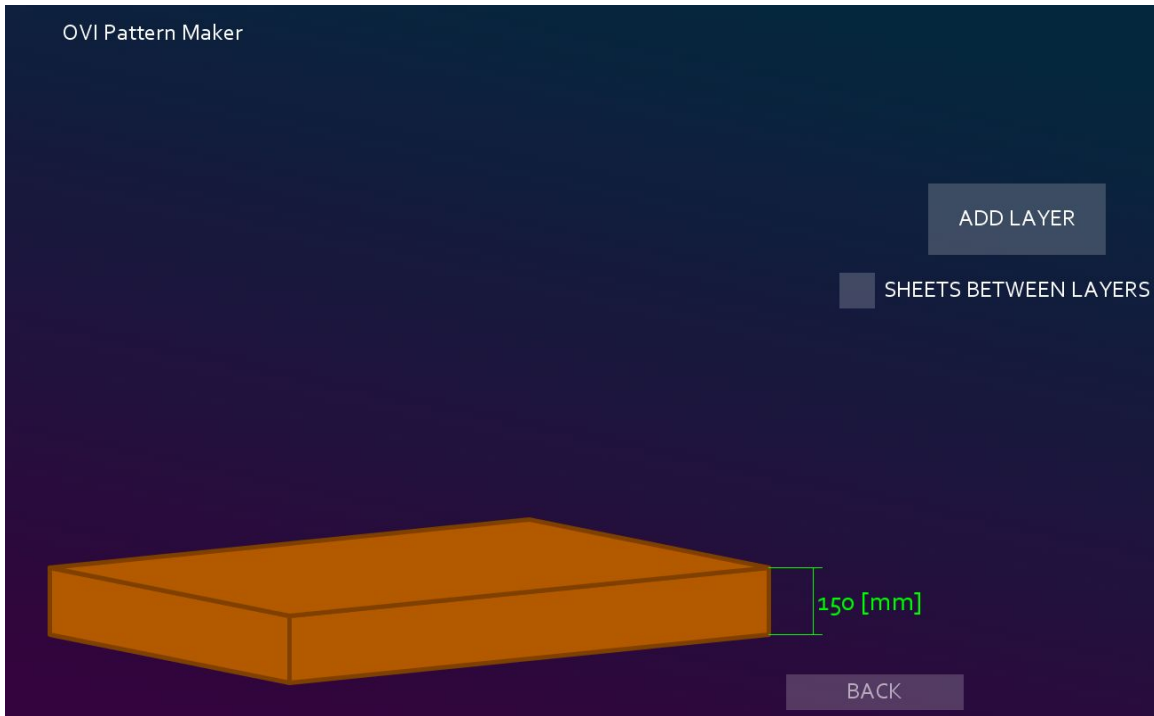 OVI Pattern Maker
ADD LAYER
SHEETS BETWEEN LAYERS
150 [mm]
BACK